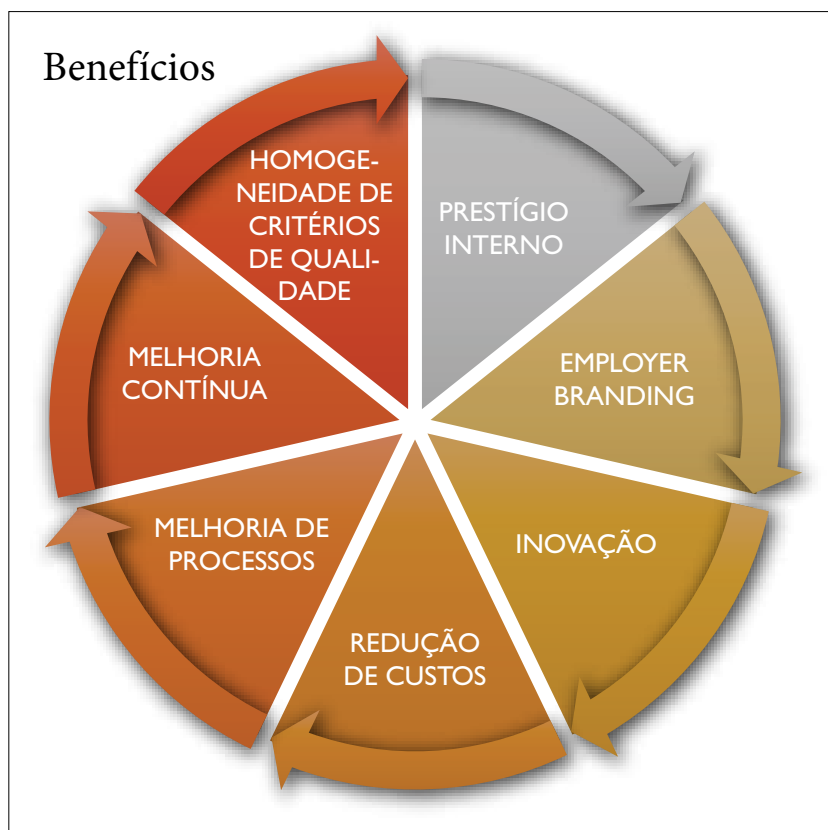 Benefícios
HOMOGE-
NEIDADE DE
CRITÉRIOS
DE QUALI-
DADE
PRESTÍGIO
INTERNO
EMPLOYER
BRANDING
INOVAÇÃO
REDUÇÃO
DE CUSTOS
MELHORIA DE
PROCESSOS
MELHORIA
CONTÍNUA